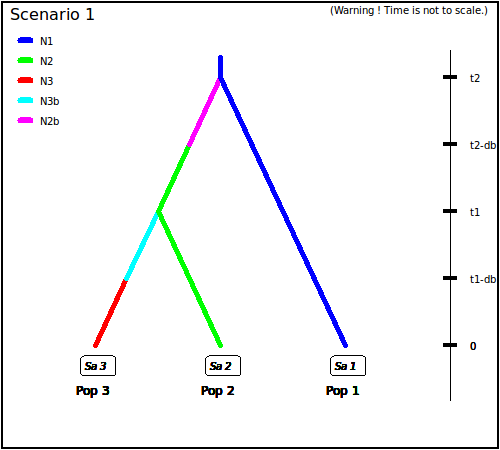 Scenario 1
(Warning ! Time is not to scale.)
N1
N2
N3
N3b
N2b
t2
t2-db
t1
t1-db
0
Sa 3
Sa 2
Sa 1
Pop 3
Pop 2
Pop 1